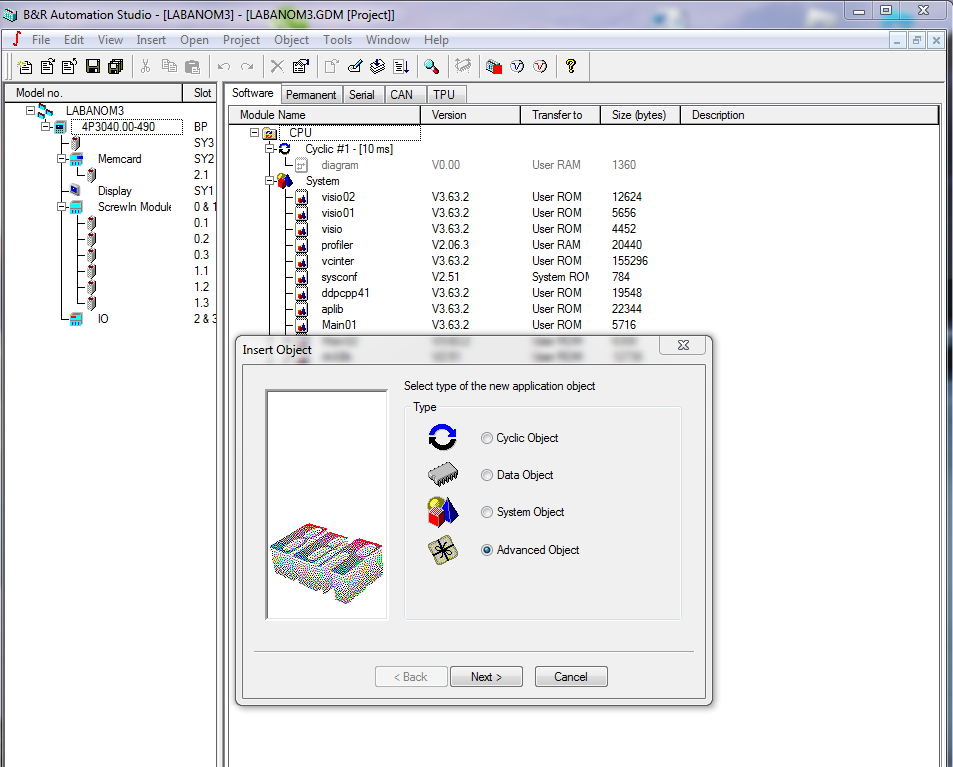 B&R Automation Studio - [LABANOM3] - [LABANOM3.GDM [Project]]
File Edit View Insert Open Project Object Tools Window Help
Model no. Slot
LABANOM3
4P3040.00-490 BP
SY3
Memcard SY2
2.1
Display SY1
ScrewIn Module 0 & 1
0.1
0.2
0.3
1.1
1.2
1.3
IO 2 & 3
Software Permanent Serial CAN TPU
Module Name Version Transfer to Size (bytes) Description
CPU
Cyclic #1 - [10 ms]
diagram V0.00 User RAM 1360
System
visio02 V3.63.2 User ROM 12624
visio01 V3.63.2 User ROM 5656
visio V3.63.2 User ROM 4452
profiler V2.06.3 User RAM 20440
vcinter V3.63.2 User ROM 155296
sysconf V2.51 System ROM 784
ddpcpp41 V3.63.2 User ROM 19548
aplib V3.63.2 User ROM 22344
Main01 V3.63.2 User ROM 5716
Insert Object
Select type of the new application object
Type
Cyclic Object
Data Object
System Object
Advanced Object
< Back Next > Cancel